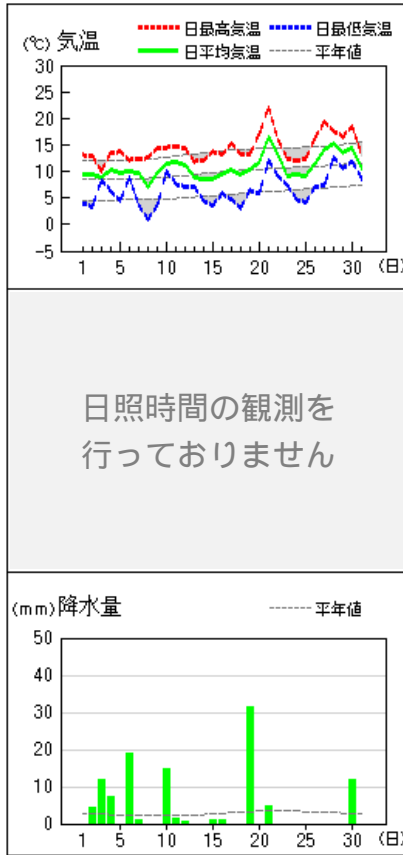 (℃) 気温
日最高気温 日最低気温
日平均気温 平年値
30
25
20
15
10
5
0
-5
1 5 10 15 20 25 30 (日)
日照時間の観測を
行っておりません
(mm) 降水量 平年値
50
40
30
20
10
0
1 5 10 15 20 25 30 (日)